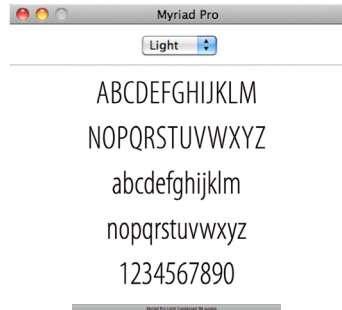 Myriad Pro
Light
ABCDEFGHIJKLM
NOPQRSTUVWXYZ
abcdefghijklm
nopqrstuvwxyz
1234567890